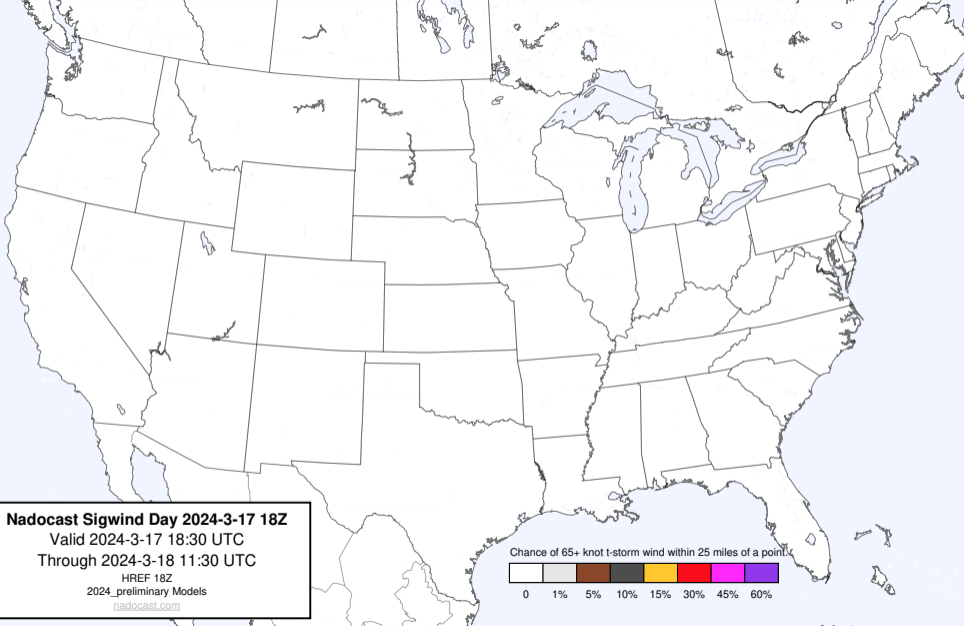 Nadocast Sigwind Day 2024-3-17 18Z
Valid 2024-3-17 18:30 UTC
Through 2024-3-18 11:30 UTC
HREF 18Z
2024_preliminary Models
nadocast.com
Chance of 65+ knot t-storm wind within 25 miles of a point.
0 1% 5% 10% 15% 30% 45% 60%